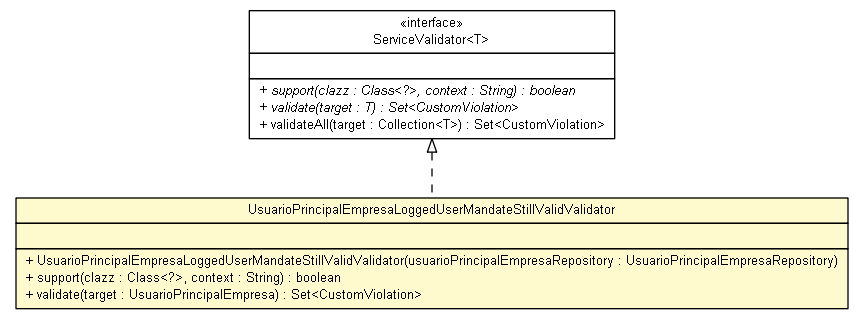 «interface»
ServiceValidator<T>
+ support(clazz : Class<?>, context : String) : boolean
+ validate(target : T) : Set<CustomViolation>
+ validateAll(target : Collection<T>) : Set<CustomViolation>
UsuarioPrincipalEmpresaLoggedUserMandateStillValidValidator
+ UsuarioPrincipalEmpresaLoggedUserMandateStillValidValidator(usuarioPrincipalEmpresaRepository : UsuarioPrincipalEmpresaRepository)
+ support(clazz : Class<?>, context : String) : boolean
+ validate(target : UsuarioPrincipalEmpresa) : Set<CustomViolation>